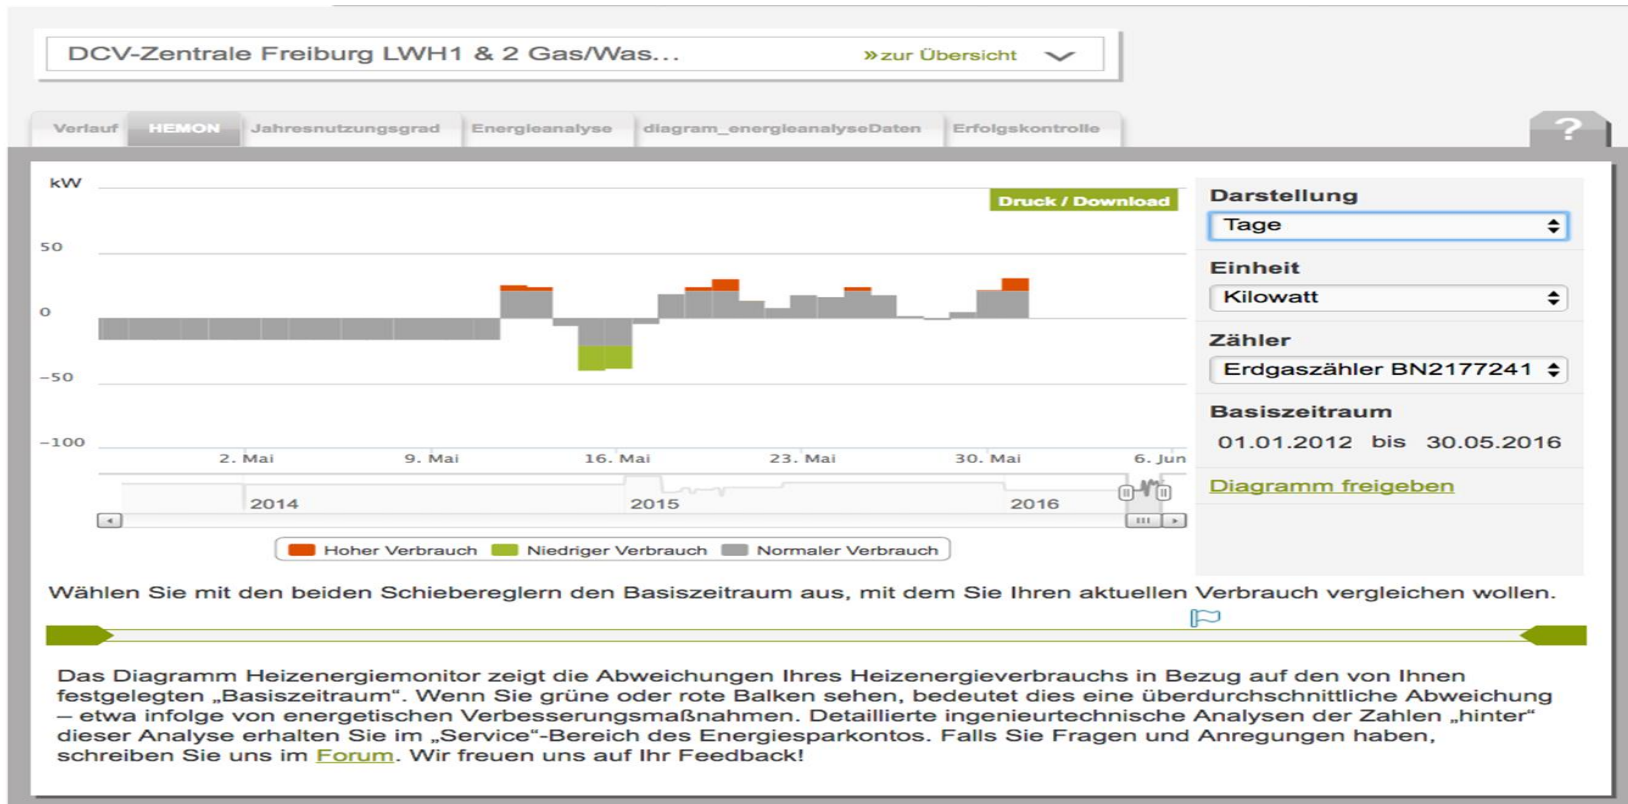 DCV-Zentrale Freiburg LWH1 & 2 Gas/Was...
»zur Übersicht
Verlauf HEMON Jahresnutzungsgrad Energieanalyse diagram_energieanalyseDaten Erfolgskontrolle ?
kW
Druck / Download
50
0
-50
-100
2. Mai 9. Mai 16. Mai 23. Mai 30. Mai 6. Jun
2014 2015 2016
Hoher Verbrauch Niedriger Verbrauch Normaler Verbrauch
Darstellung
Tage
Einheit
Kilowatt
Zähler
Erdgaszähler BN2177241
Basiszeitraum
01.01.2012 bis 30.05.2016
Diagramm freigeben
Wählen Sie mit den beiden Schiebereglern den Basiszeitraum aus, mit dem Sie Ihren aktuellen Verbrauch vergleichen wollen.
Das Diagramm Heizenergiemonitor zeigt die Abweichungen Ihres Heizenergieverbrauchs in Bezug auf den von Ihnen
festgelegten „Basiszeitraum“. Wenn Sie grüne oder rote Balken sehen, bedeutet dies eine überdurchschnittliche Abweichung
– etwa infolge von energetischen Verbesserungsmaßnahmen. Detaillierte ingenieurtechnische Analysen der Zahlen „hinter“
dieser Analyse erhalten Sie im „Service“-Bereich des Energiesparkontos. Falls Sie Fragen und Anregungen haben,
schreiben Sie uns im Forum. Wir freuen uns auf Ihr Feedback!